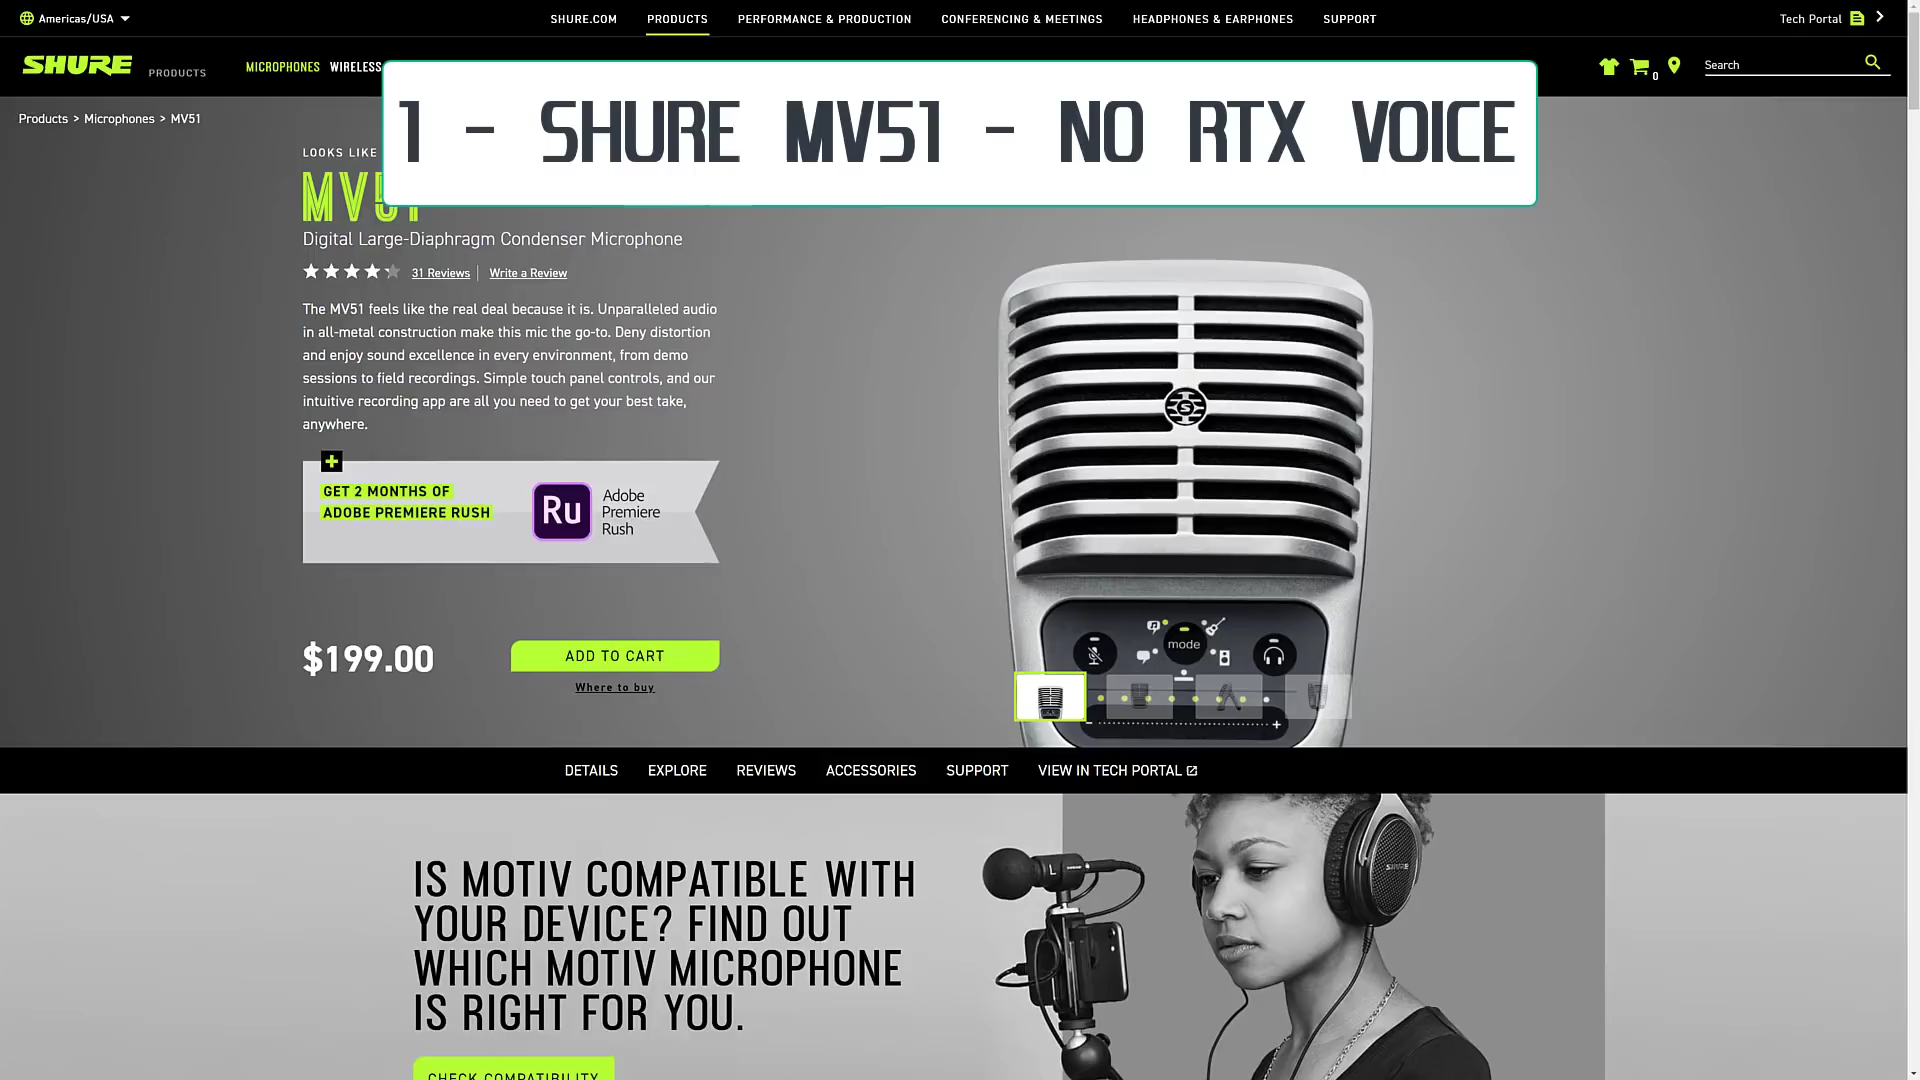 Americas/USA
SHURE.COM
PRODUCTS
PERFORMANCE & PRODUCTION
CONFERENCING & MEETINGS
HEADPHONES & EARPHONES
SUPPORT
Tech Portal
SHURE
PRODUCTS
MICROPHONES
WIRELESS
0
Search
1 - SHURE MV51 - NO RTX VOICE
Products > Microphones > MV51
LOOKS LIKE
MV51
Digital Large-Diaphragm Condenser Microphone
31 Reviews
Write a Review
The MV51 feels like the real deal because it is. Unparalleled audio
in all-metal construction make this mic the go-to. Deny distortion
and enjoy sound excellence in every environment, from demo
sessions to field recordings. Simple touch panel controls, and our
intuitive recording app are all you need to get your best take,
anywhere.
GET 2 MONTHS OF
ADOBE PREMIERE RUSH
Ru
Adobe
Premiere
Rush
mode
$199.00
ADD TO CART
Where to buy
DETAILS
EXPLORE
REVIEWS
ACCESSORIES
SUPPORT
VIEW IN TECH PORTAL
IS MOTIV COMPATIBLE WITH
YOUR DEVICE? FIND OUT
WHICH MOTIV MICROPHONE
IS RIGHT FOR YOU.
CHECK COMPATIBILITY
SHURE
L